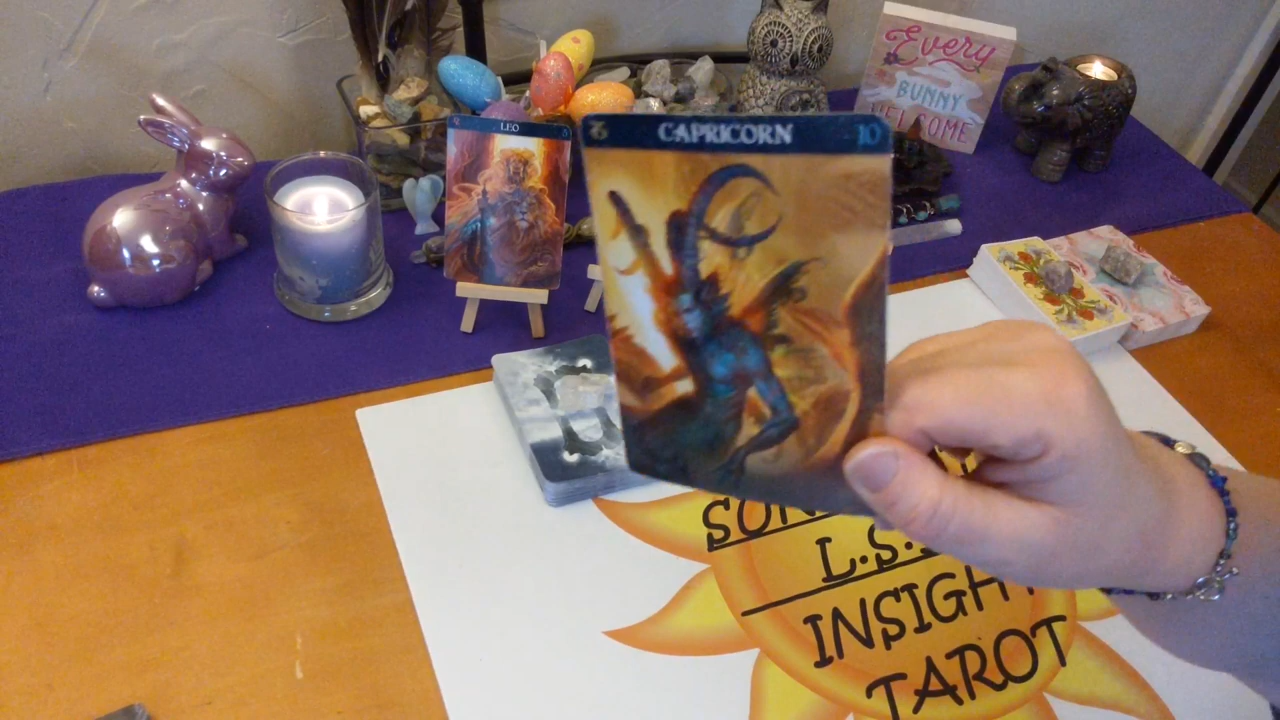 Every
BUNNY
WELCOME
LEO
CAPRICORN 10
L.S.
INSIGHT
TAROT